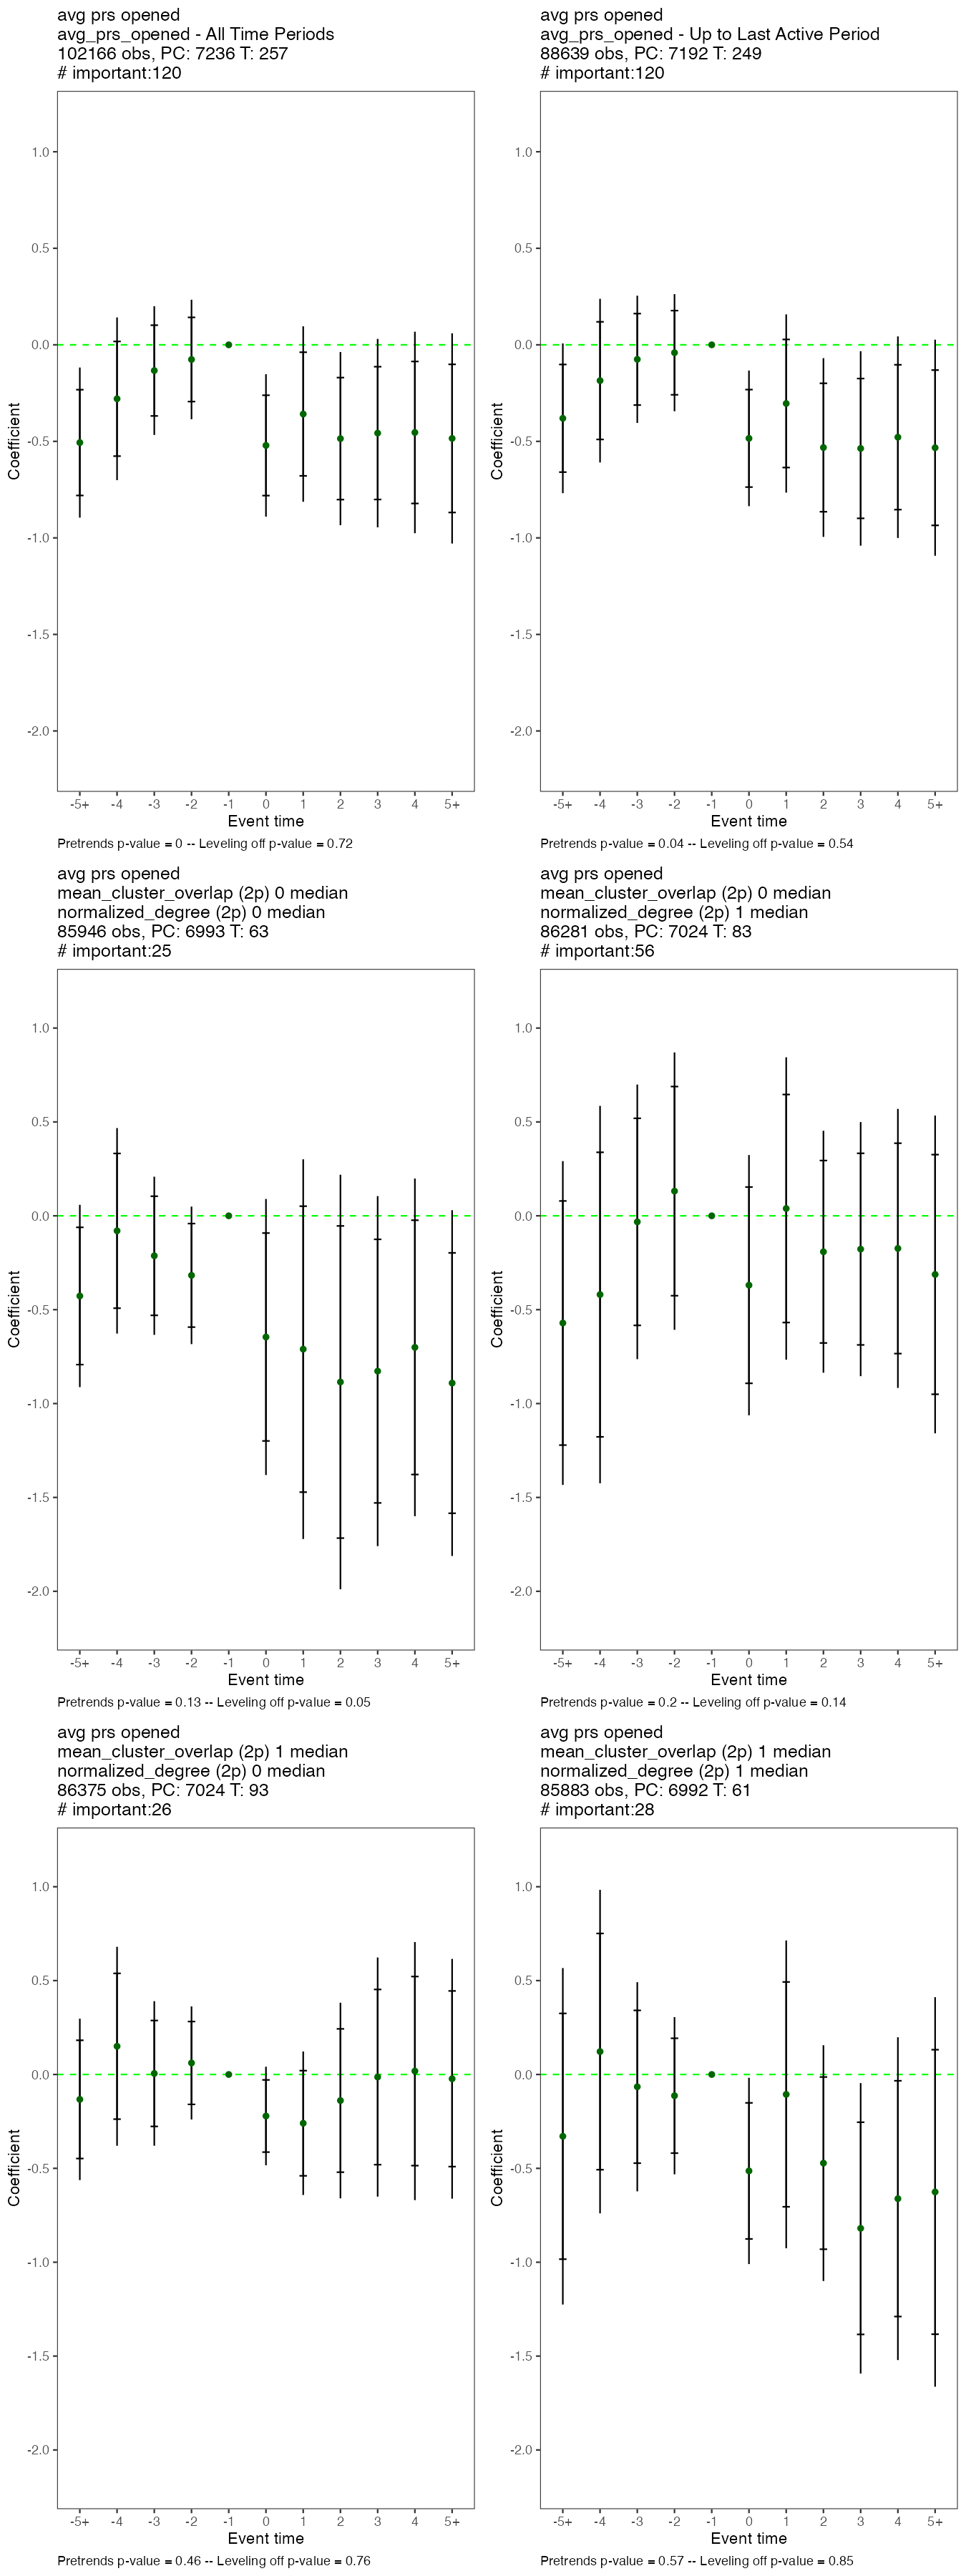 avg prs opened
avg_prs_opened - All Time Periods
102166 obs, PC: 7236 T: 257
# important:120
1.0
0.5
0.0
-0.5
-1.0
-1.5
-2.0
Coefficient
-5+ -4 -3 -2 -1 0 1 2 3 4 5+
Event time
Pretrends p-value = 0 -- Leveling off p-value = 0.72
avg prs opened
avg_prs_opened - Up to Last Active Period
88639 obs, PC: 7192 T: 249
# important:120
1.0
0.5
0.0
-0.5
-1.0
-1.5
-2.0
Coefficient
-5+ -4 -3 -2 -1 0 1 2 3 4 5+
Event time
Pretrends p-value = 0.04 -- Leveling off p-value = 0.54
avg prs opened
mean_cluster_overlap (2p) 0 median
normalized_degree (2p) 0 median
85946 obs, PC: 6993 T: 63
# important:25
1.0
0.5
0.0
-0.5
-1.0
-1.5
-2.0
Coefficient
-5+ -4 -3 -2 -1 0 1 2 3 4 5+
Event time
Pretrends p-value = 0.13 -- Leveling off p-value = 0.05
avg prs opened
mean_cluster_overlap (2p) 0 median
normalized_degree (2p) 1 median
86281 obs, PC: 7024 T: 83
# important:56
1.0
0.5
0.0
-0.5
-1.0
-1.5
-2.0
Coefficient
-5+ -4 -3 -2 -1 0 1 2 3 4 5+
Event time
Pretrends p-value = 0.2 -- Leveling off p-value = 0.14
avg prs opened
mean_cluster_overlap (2p) 1 median
normalized_degree (2p) 0 median
86375 obs, PC: 7024 T: 93
# important:26
1.0
0.5
0.0
-0.5
-1.0
-1.5
-2.0
Coefficient
-5+ -4 -3 -2 -1 0 1 2 3 4 5+
Event time
Pretrends p-value = 0.46 -- Leveling off p-value = 0.76
avg prs opened
mean_cluster_overlap (2p) 1 median
normalized_degree (2p) 1 median
85883 obs, PC: 6992 T: 61
# important:28
1.0
0.5
0.0
-0.5
-1.0
-1.5
-2.0
Coefficient
-5+ -4 -3 -2 -1 0 1 2 3 4 5+
Event time
Pretrends p-value = 0.57 -- Leveling off p-value = 0.85